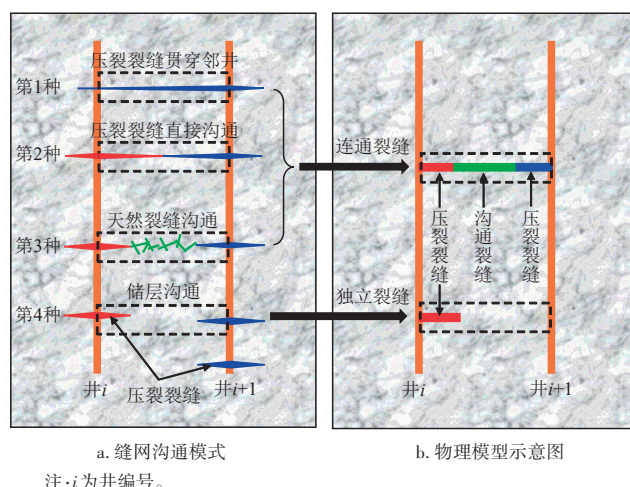 压裂裂缝贯穿邻井
第1种
压裂裂缝直接沟通
第2种
天然裂缝沟通
第3种
储层沟通
第4种
井i
井i+1
压裂裂缝
连通裂缝
压裂裂缝
沟通裂缝
压裂裂缝
独立裂缝
井i
井i+1
a. 缝网沟通模式
b. 物理模型示意图
注:i为井编号。